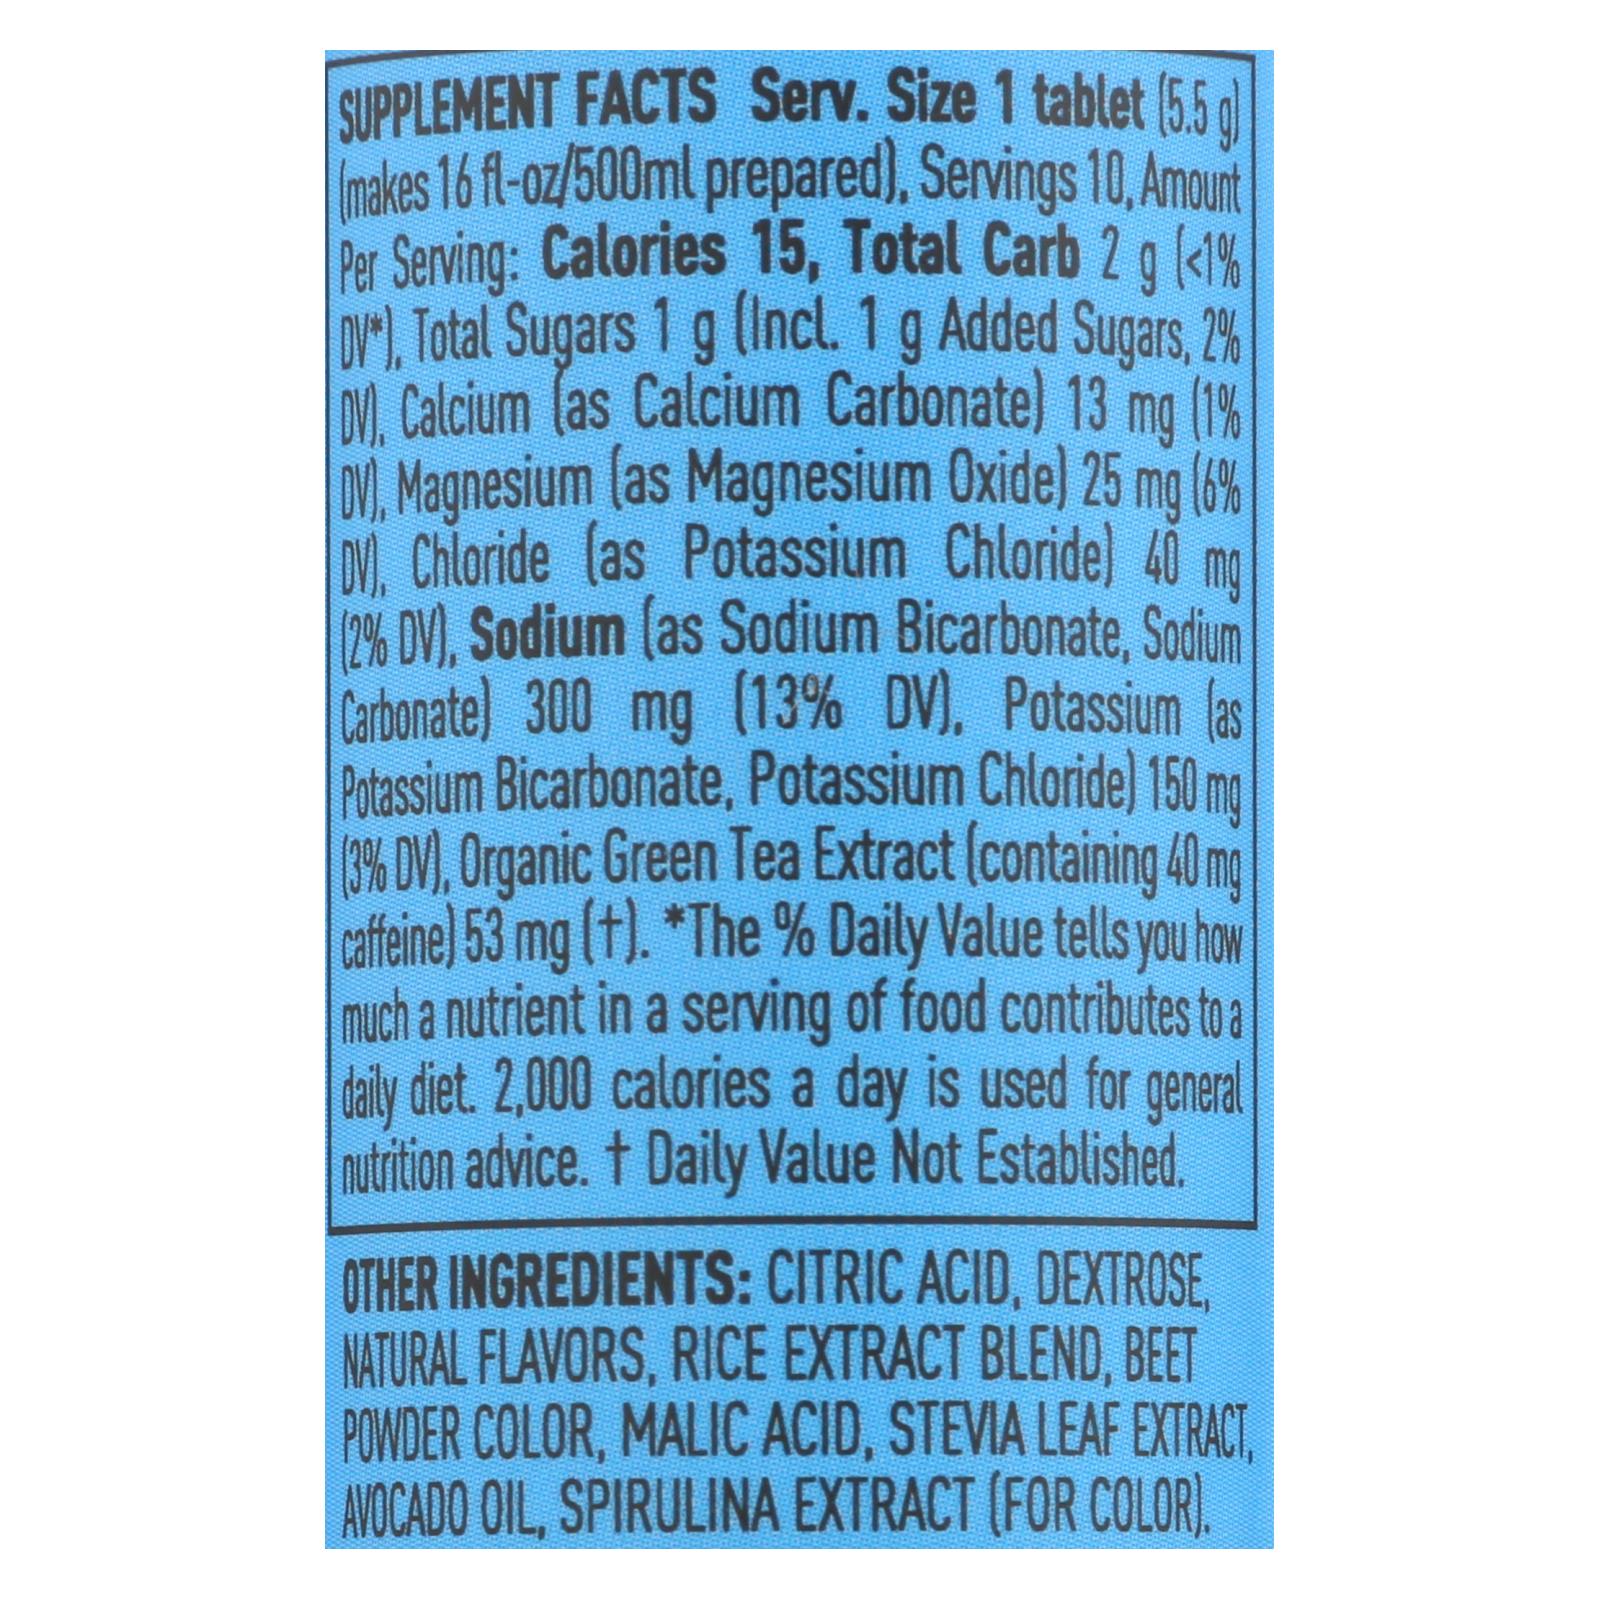 SUPPLEMENT FACTS Serv. Size 1 tablet (5.5 g)
(makes 16 fl-oz/500ml prepared), Servings 10, Amount
Per Serving: Calories 15, Total Carb 2 g (<1%
DV*), Total Sugars 1 g (Incl. 1 g Added Sugars, 2%
DV), Calcium (as Calcium Carbonate) 13 mg (1%
DV), Magnesium (as Magnesium Oxide) 25 mg (6%
DV), Chloride (as Potassium Chloride) 40 mg
(2% DV), Sodium (as Sodium Bicarbonate, Sodium
Carbonate) 300 mg (13% DV), Potassium (as
Potassium Bicarbonate, Potassium Chloride) 150 mg
(3% DV), Organic Green Tea Extract (containing 40 mg
caffeine) 53 mg (†). *The % Daily Value tells you how
much a nutrient in a serving of food contributes to a
daily diet. 2,000 calories a day is used for general
nutrition advice. † Daily Value Not Established.
OTHER INGREDIENTS: CITRIC ACID, DEXTROSE,
NATURAL FLAVORS, RICE EXTRACT BLEND, BEET
POWDER COLOR, MALIC ACID, STEVIA LEAF EXTRACT,
AVOCADO OIL, SPIRULINA EXTRACT (FOR COLOR).